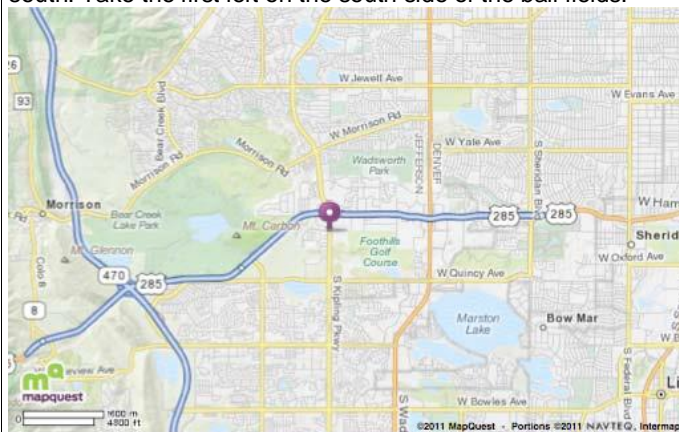 south. Take the first left on the south side of the ball fields.
W Jewell Ave
93
Bear Creek Blvd
W Evans Ave
W Morrison Rd
JEFFERSON
DENVER
W Yale Ave
Morrison Rd
Morrison Rd
Wadsworth
Park
S Sheridan Blvd
Morrison
Bear Creek
Lake Park
Mt. Carbon
285
285
W Ham
Sherid
Mt. Glennon
Foothills
Golf
Course
W Oxford Ave
Colo 8
470
285
W Quincy Ave
8
S Kipling Pkwy
Marston
Lake
Bow Mar
S Federal Blvd
view Ave
mapquest
W Bowles Ave
S Wad
Li
0
1600 m
4800 ft
©2011 MapQuest - Portions ©2011 NAVTEQ, Intermap